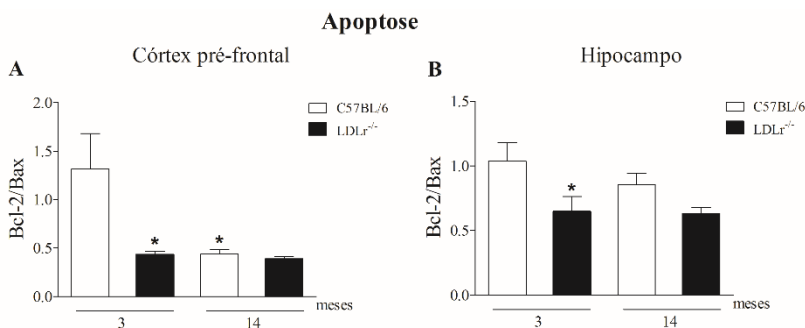 Apoptose
A
Córtex pré-frontal
C57BL/6
LDLr-/-
Bcl-2/Bax
2.0
1.5
1.0
0.5
0.0
*
*
3
14
meses
B
Hipocampo
C57BL/6
LDLr-/-
Bcl-2/Bax
1.5
1.0
0.5
0.0
*
3
14
meses